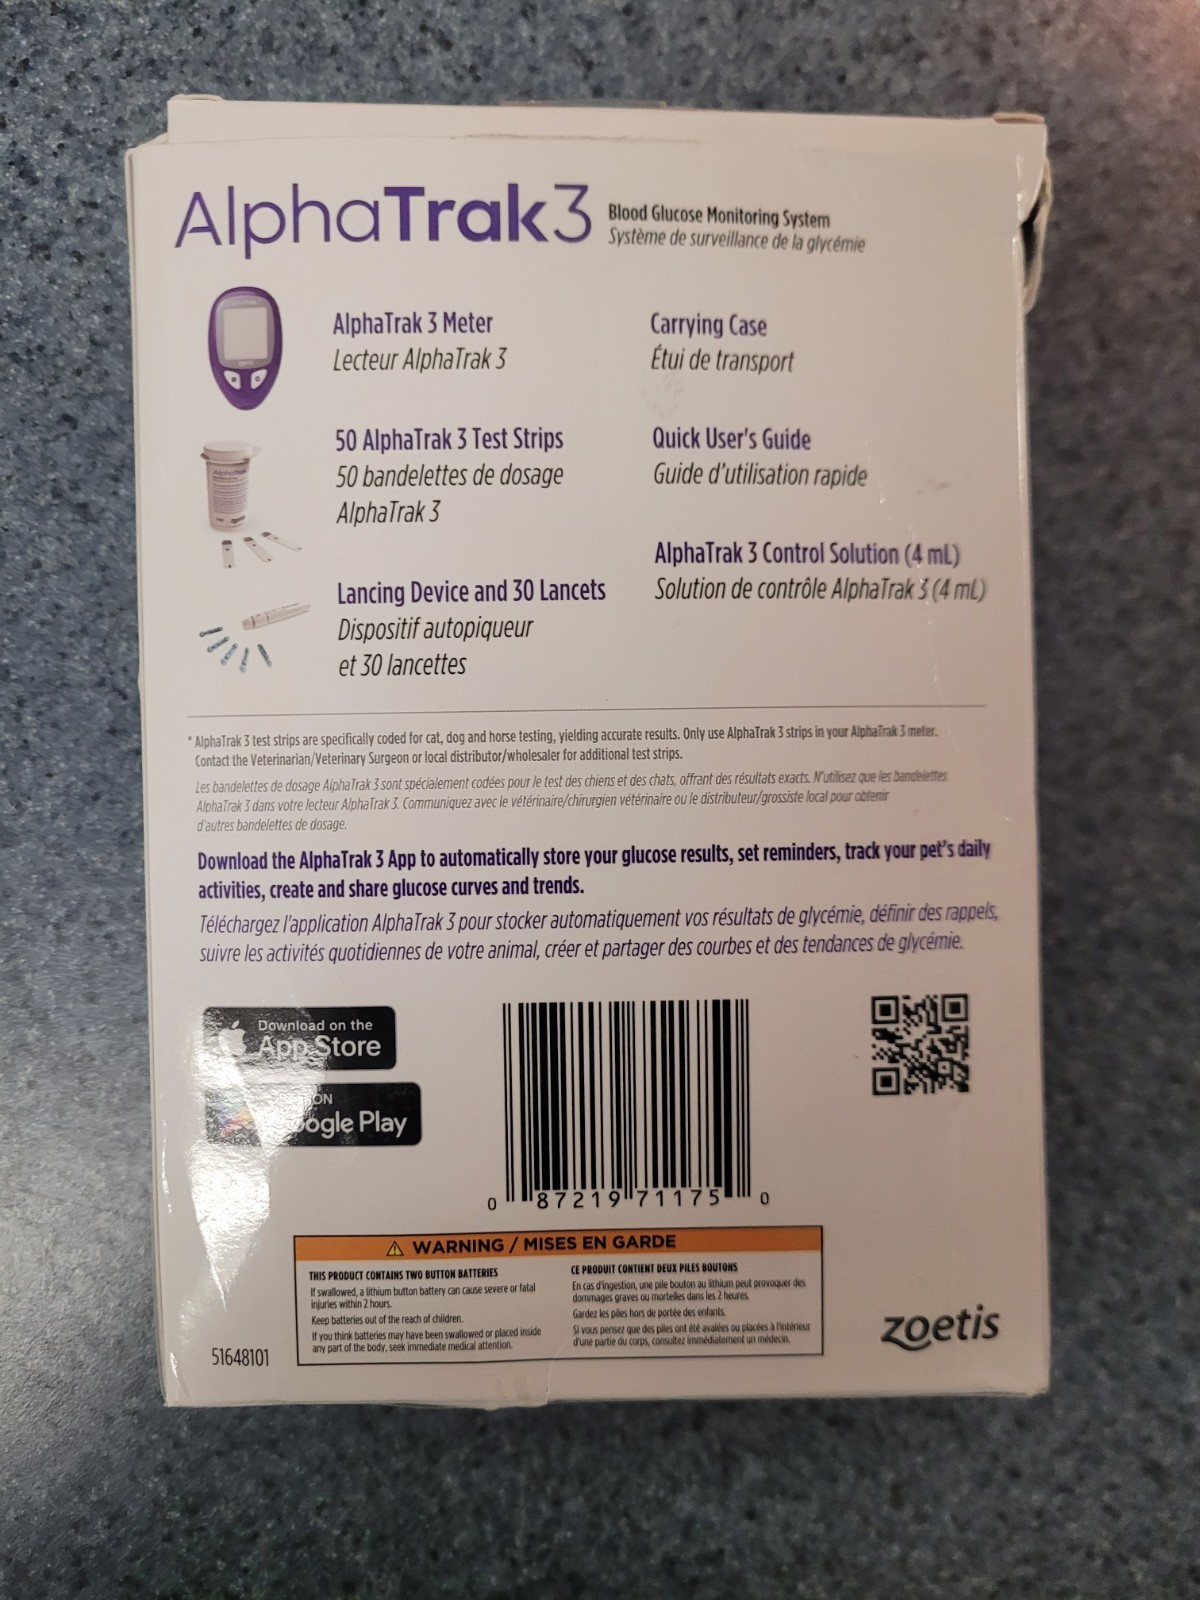 AlphaTrak3
Blood Glucose Monitoring System
Système de surveillance de la glycémie
AlphaTrak 3 Meter
Lecteur AlphaTrak 3
50 AlphaTrak 3 Test Strips
50 bandelettes de dosage
AlphaTrak 3
Lancing Device and 30 Lancets
Dispositif autopiqueur
et 30 lancettes
Carrying Case
Étui de transport
Quick User's Guide
Guide d'utilisation rapide
AlphaTrak 3 Control Solution (4 mL)
Solution de contrôle AlphaTrak 3 (4 mL)
* AlphaTrak 3 test strips are specifically coded for cat, dog and horse testing, yielding accurate results. Only use AlphaTrak 3 strips in your AlphaTrak 3 meter.
Contact the Veterinarian/Veterinary Surgeon or local distributor/wholesaler for additional test strips.
Les bandelettes de dosage AlphaTrak 3 sont spécialement codées pour le test des chiens et des chats, offrant des résultats exacts. N'utilisez que les bandelettes
AlphaTrak 3 dans votre lecteur AlphaTrak 3. Communiquez avec le vétérinaire/chirurgien vétérinaire ou le distributeur/grossiste local pour obtenir
d'autres bandelettes de dosage.
Download the AlphaTrak 3 App to automatically store your glucose results, set reminders, track your pet's daily
activities, create and share glucose curves and trends.
Téléchargez l'application AlphaTrak 3 pour stocker automatiquement vos résultats de glycémie, définir des rappels,
suivre les activités quotidiennes de votre animal, créer et partager des courbes et des tendances de glycémie.
Download on the
App Store
ON
Google Play
0 87219 71175 0
WARNING / MISES EN GARDE
THIS PRODUCT CONTAINS TWO BUTTON BATTERIES
If swallowed, a lithium button battery can cause severe or fatal
injuries within 2 hours.
Keep batteries out of the reach of children.
If you think batteries may have been swallowed or placed inside
any part of the body, seek immediate medical attention.
CE PRODUIT CONTIENT DEUX PILES BOUTONS
En cas d'ingestion, une pile bouton au lithium peut provoquer des
dommages graves ou mortelles dans les 2 heures.
Gardez les piles hors de portée des enfants.
Si vous pensez que des piles ont été avalées ou placées à l'intérieur
d'une partie du corps, consultez immédiatement un médecin.
51648101
zoetis